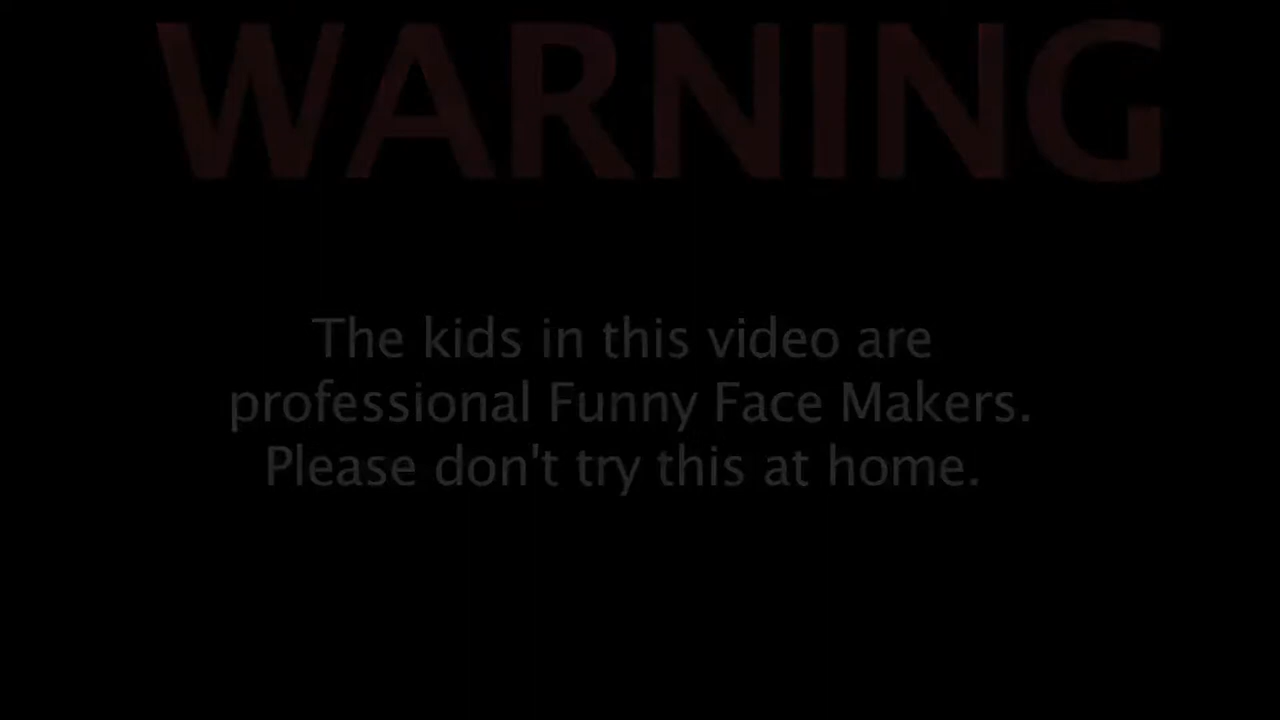 WARNING
The kids in this video are
professional Funny Face Makers.
Please don't try this at home.